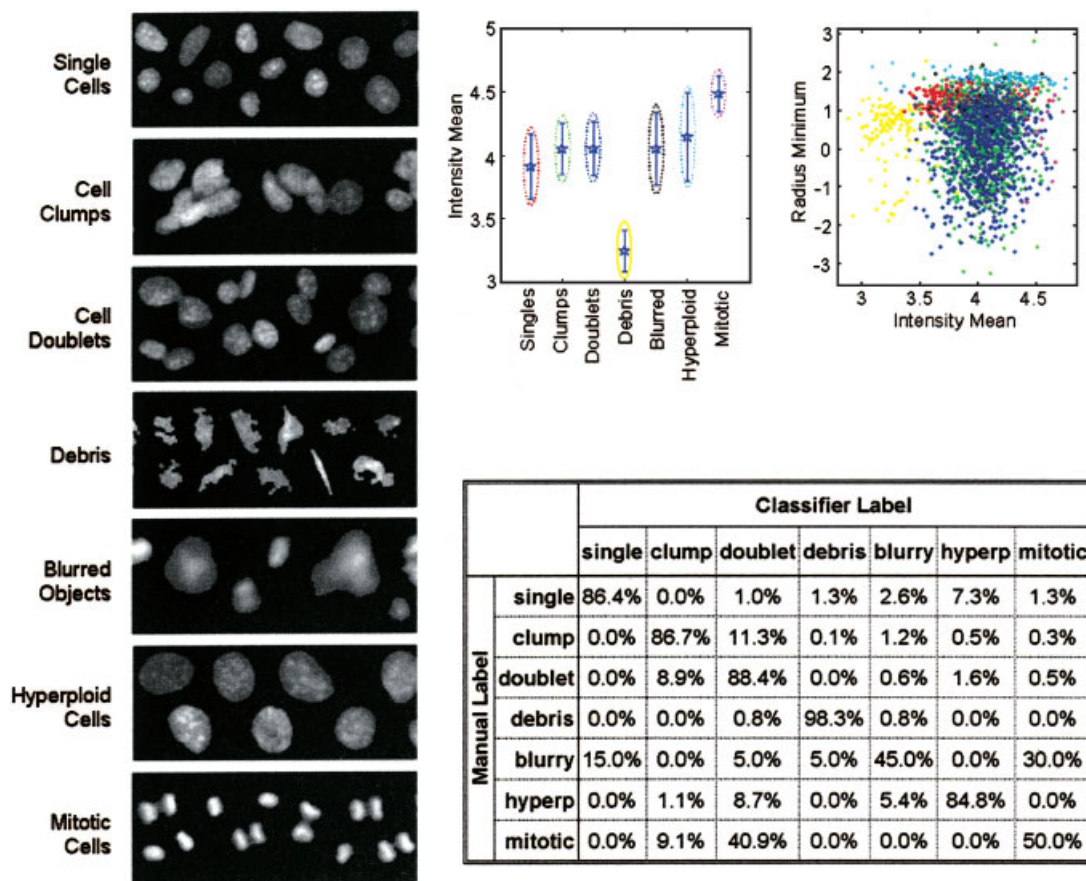 Single
Cells
Cell
Clumps
Cell
Doublets
Debris
Blurred
Objects
Hyperploid
Cells
Mitotic
Cells
5
4.5
4
3.5
3
Intensity Mean
Singles
Clumps
Doublets
Debris
Blurred
Hyperploid
Mitotic
3
2
1
0
-1
-2
-3
Radius Minimum
3 3.5 4 4.5
Intensity Mean
Classifier Label
single clump doublet debris blurry hyperp mitotic
Manual Label
single 86.4% 0.0% 1.0% 1.3% 2.6% 7.3% 1.3%
clump 0.0% 86.7% 11.3% 0.1% 1.2% 0.5% 0.3%
doublet 0.0% 8.9% 88.4% 0.0% 0.6% 1.6% 0.5%
debris 0.0% 0.0% 0.8% 98.3% 0.8% 0.0% 0.0%
blurry 15.0% 0.0% 5.0% 5.0% 45.0% 0.0% 30.0%
hyperp 0.0% 1.1% 8.7% 0.0% 5.4% 84.8% 0.0%
mitotic 0.0% 9.1% 40.9% 0.0% 0.0% 0.0% 50.0%